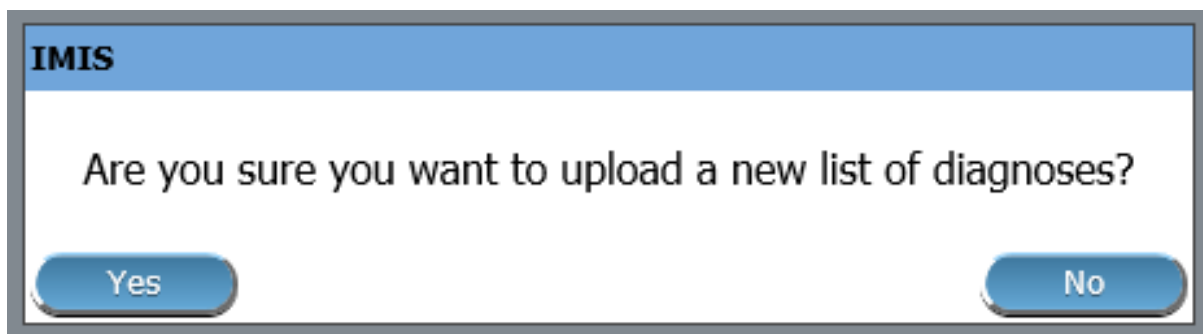 IMIS
Are you sure you want to upload a new list of diagnoses?
Yes
No